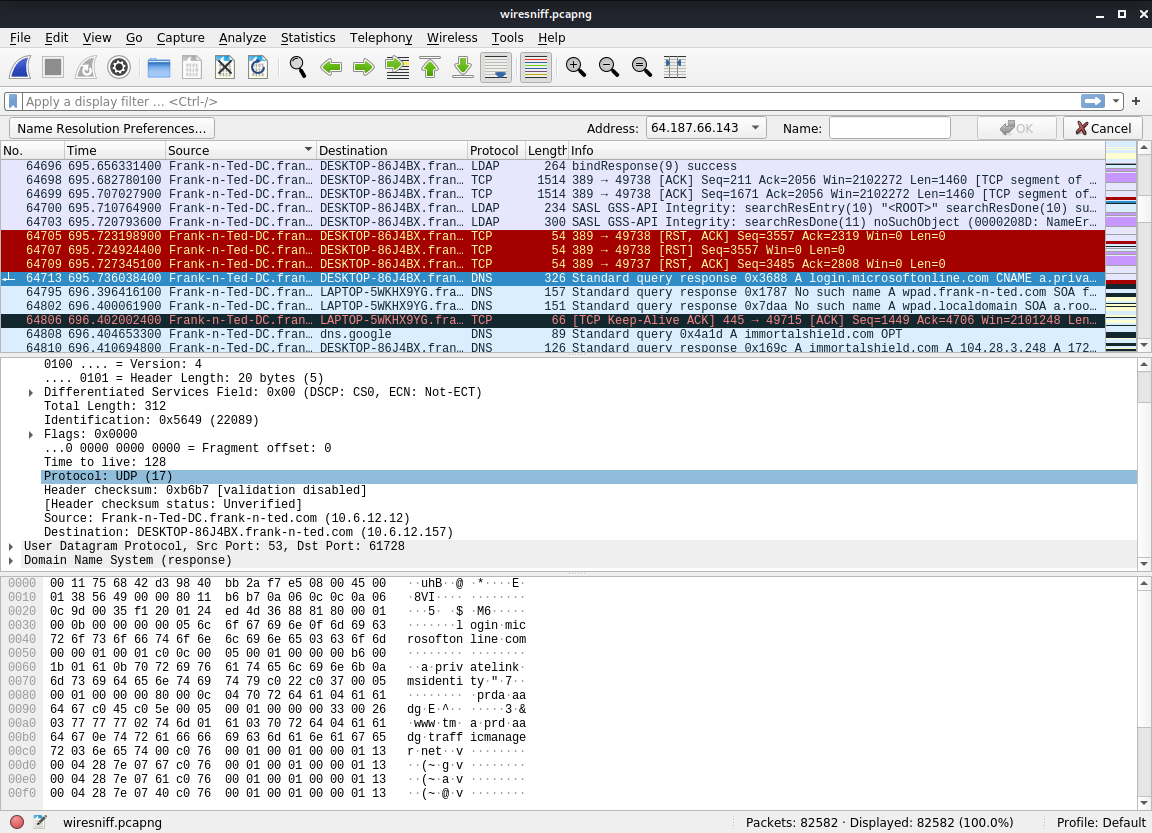 wiresniff.pcapng
File Edit View Go Capture Analyze Statistics Telephony Wireless Tools Help
Apply a display filter ... <Ctrl-/>
Name Resolution Preferences... Address: 64.187.66.143 Name: OK Cancel
No. Time Source Destination Protocol Length Info
64696 695.656331400 Frank-n-Ted-DC.fran… DESKTOP-86J4BX.fran… LDAP 264 bindResponse(9) success
64698 695.682780100 Frank-n-Ted-DC.fran… DESKTOP-86J4BX.fran… TCP 1514 389 → 49738 [ACK] Seq=211 Ack=2056 Win=2102272 Len=1460 [TCP segment of …
64699 695.707027900 Frank-n-Ted-DC.fran… DESKTOP-86J4BX.fran… TCP 1514 389 → 49738 [ACK] Seq=1671 Ack=2056 Win=2102272 Len=1460 [TCP segment of…
64700 695.710764900 Frank-n-Ted-DC.fran… DESKTOP-86J4BX.fran… LDAP 234 SASL GSS-API Integrity: searchResEntry(10) "<ROOT>" searchResDone(10) su…
64703 695.720793600 Frank-n-Ted-DC.fran… DESKTOP-86J4BX.fran… LDAP 300 SASL GSS-API Integrity: searchResDone(11) noSuchObject (0000208D: NameEr…
64705 695.723198900 Frank-n-Ted-DC.fran… DESKTOP-86J4BX.fran… TCP 54 389 → 49738 [RST, ACK] Seq=3557 Ack=2319 Win=0 Len=0
64707 695.724924400 Frank-n-Ted-DC.fran… DESKTOP-86J4BX.fran… TCP 54 389 → 49738 [RST] Seq=3557 Win=0 Len=0
64709 695.727345100 Frank-n-Ted-DC.fran… DESKTOP-86J4BX.fran… TCP 54 389 → 49737 [RST, ACK] Seq=3485 Ack=2808 Win=0 Len=0
64713 695.736038400 Frank-n-Ted-DC.fran… DESKTOP-86J4BX.fran… DNS 326 Standard query response 0x3688 A login.microsoftonline.com CNAME a.priva…
64795 696.396416100 Frank-n-Ted-DC.fran… LAPTOP-5WKHX9YG.fra… DNS 157 Standard query response 0x1787 No such name A wpad.frank-n-ted.com SOA f…
64802 696.400061900 Frank-n-Ted-DC.fran… LAPTOP-5WKHX9YG.fra… DNS 151 Standard query response 0x7daa No such name A wpad.localdomain SOA a.roo…
64806 696.402002400 Frank-n-Ted-DC.fran… LAPTOP-5WKHX9YG.fra… TCP 66 [TCP Keep-Alive ACK] 445 → 49715 [ACK] Seq=1449 Ack=4706 Win=2101248 Len…
64808 696.404653300 Frank-n-Ted-DC.fran… dns.google DNS 89 Standard query 0x4a1d A immortalshield.com OPT
64810 696.410694800 Frank-n-Ted-DC.fran… DESKTOP-86J4BX.fran… DNS 126 Standard query response 0x169c A immortalshield.com A 104.28.3.248 A 172…
0100 .... = Version: 4
.... 0101 = Header Length: 20 bytes (5)
Differentiated Services Field: 0x00 (DSCP: CS0, ECN: Not-ECT)
Total Length: 312
Identification: 0x5649 (22089)
Flags: 0x0000
...0 0000 0000 0000 = Fragment offset: 0
Time to live: 128
Protocol: UDP (17)
Header checksum: 0xb6b7 [validation disabled]
[Header checksum status: Unverified]
Source: Frank-n-Ted-DC.frank-n-ted.com (10.6.12.12)
Destination: DESKTOP-86J4BX.frank-n-ted.com (10.6.12.157)
User Datagram Protocol, Src Port: 53, Dst Port: 61728
Domain Name System (response)
0000 00 11 75 68 42 d3 98 40 bb 2a f7 e5 08 00 45 00 ··uhB··@ ·*····E·
0010 01 38 56 49 00 00 80 11 b6 b7 0a 06 0c 0c 0a 06 ·8VI···· ········
0020 0c 9d 00 35 f1 20 01 24 ed 4d 36 88 81 80 00 01 ···5· ·$ ·M6·····
0030 00 0b 00 00 00 00 05 6c 6f 67 69 6e 0f 6d 69 63 ·······l ogin·mic
0040 72 6f 73 6f 66 74 6f 6e 6c 69 6e 65 03 63 6f 6d rosofton line·com
0050 00 00 01 00 01 c0 0c 00 05 00 01 00 00 00 b6 00 ········ ········
0060 1b 01 61 0b 70 72 69 76 61 74 65 6c 69 6e 6b 0a ··a·priv atelink·
0070 6d 73 69 64 65 6e 74 69 74 79 c0 22 c0 37 00 05 msidenti ty·"·7··
0080 00 01 00 00 00 80 00 0c 04 70 72 64 61 04 61 61 ········ ·prda·aa
0090 64 67 c0 45 c0 5e 00 05 00 01 00 00 00 33 00 26 dg·E·^·· ·····3·&
00a0 03 77 77 77 02 74 6d 01 61 03 70 72 64 04 61 61 ·www·tm· a·prd·aa
00b0 64 67 0e 74 72 61 66 66 69 63 6d 61 6e 61 67 65 dg·traff icmanage
00c0 72 03 6e 65 74 00 c0 76 00 01 00 01 00 00 01 13 r·net··v ········
00d0 00 04 28 7e 07 67 c0 76 00 01 00 01 00 00 01 13 ··(~·g·v ········
00e0 00 04 28 7e 07 61 c0 76 00 01 00 01 00 00 01 13 ··(~·a·v ········
00f0 00 04 28 7e 07 40 c0 76 00 01 00 01 00 00 01 13 ··(~·@·v ········
wiresniff.pcapng Packets: 82582 · Displayed: 82582 (100.0%) Profile: Default